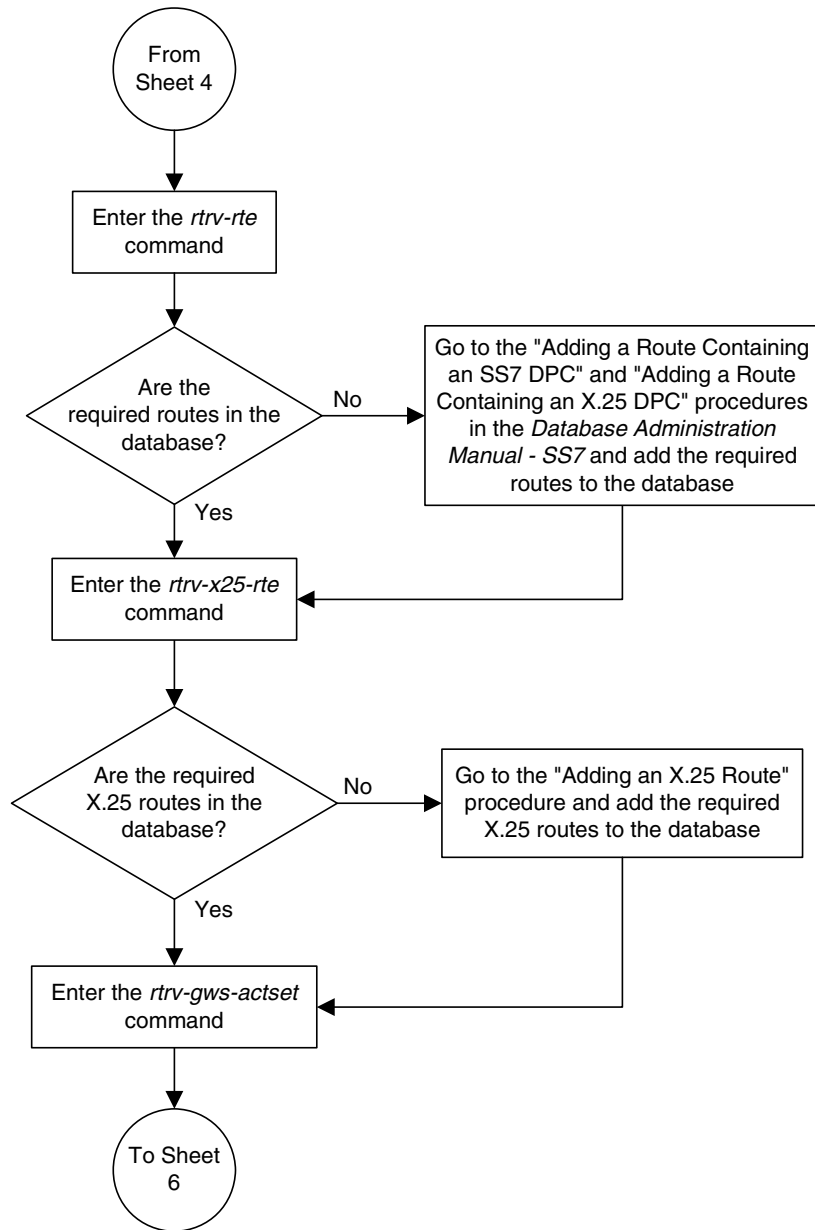 From
Sheet 4
Enter the rtrv-rte
command
Are the
required routes in the
database?
No
Go to the "Adding a Route Containing
an SS7 DPC" and "Adding a Route
Containing an X.25 DPC" procedures
in the Database Administration
Manual - SS7 and add the required
routes to the database
Yes
Enter the rtrv-x25-rte
command
Are the required
X.25 routes in the
database?
No
Go to the "Adding an X.25 Route"
procedure and add the required
X.25 routes to the database
Yes
Enter the rtrv-gws-actset
command
To Sheet
6